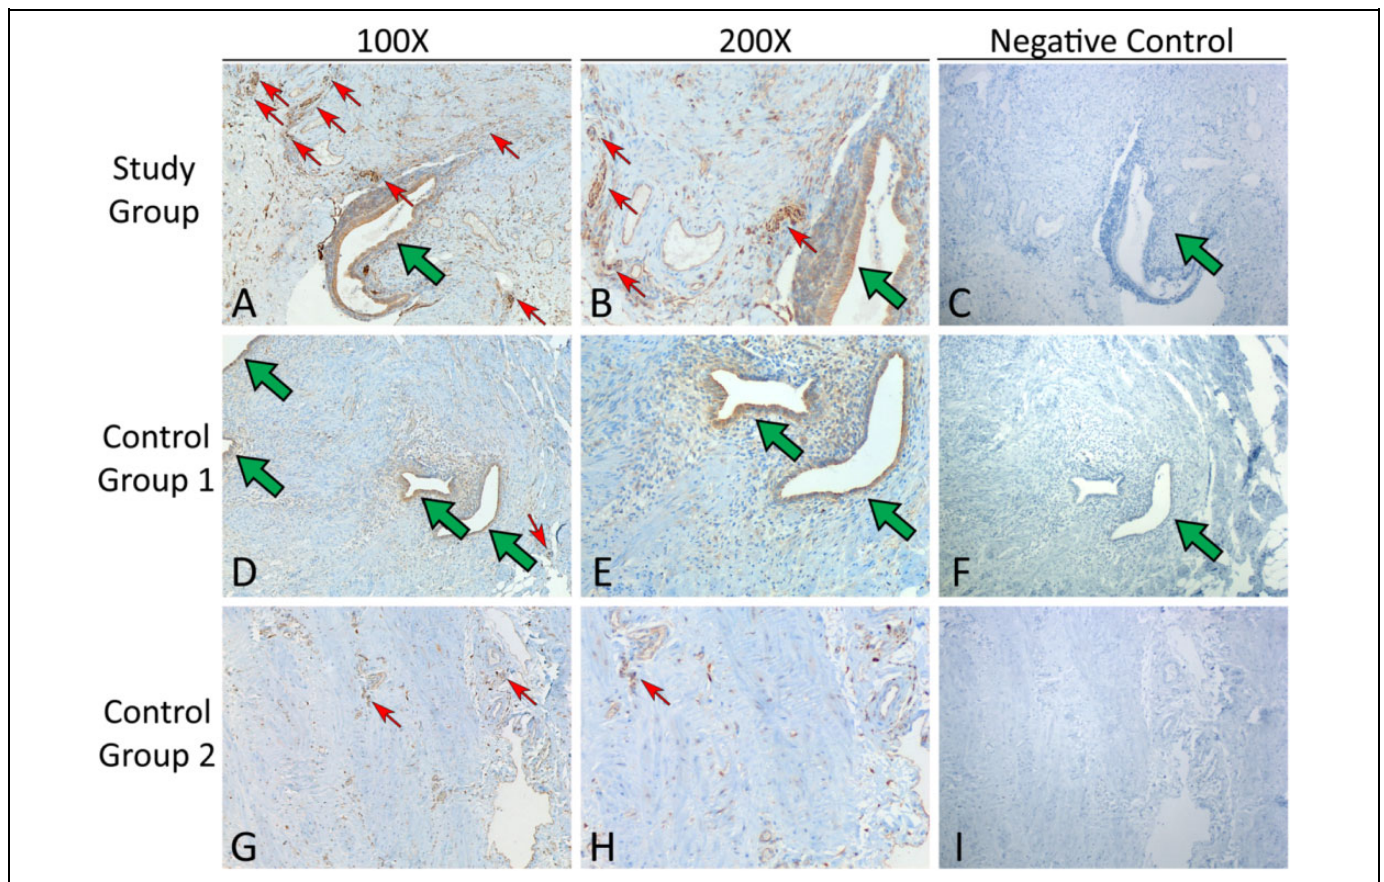 100X 200X Negative Control
Study
Group
A B C
Control
Group 1
D E F
Control
Group 2
G H I